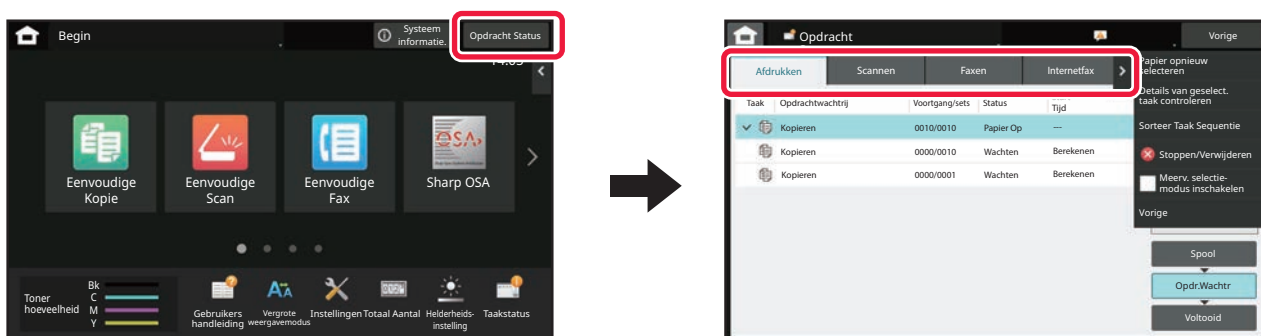 Begin
Systeem
informatie.
Opdracht Status
Eenvoudige
Kopie
Eenvoudige
Scan
Eenvoudige
Fax
OSA
Sharp OSA
Toner
hoeveelheid
Bk
C
M
Y
Gebruikers
handleiding
Vergrote
weergavemodus
Instellingen
Totaal Aantal
Helderheids-
instelling
Taakstatus
Opdracht
Vorige
Afdrukken
Scannen
Faxen
Internetfax
Papier opnieuw
selecteren
Details van geselect.
taak controleren
Sorteer Taak Sequentie
Stoppen/Verwijderen
Meerv. selectie-
modus inschakelen
Vorige
Taak Opdrachtwachtrij Voortgang/sets Status Tijd
Kopieren 0010/0010 Papier Op ---
Kopieren 0000/0010 Wachten Berekenen
Kopieren 0000/0001 Wachten Berekenen
Spool
Opdr.Wachtr
Voltooid